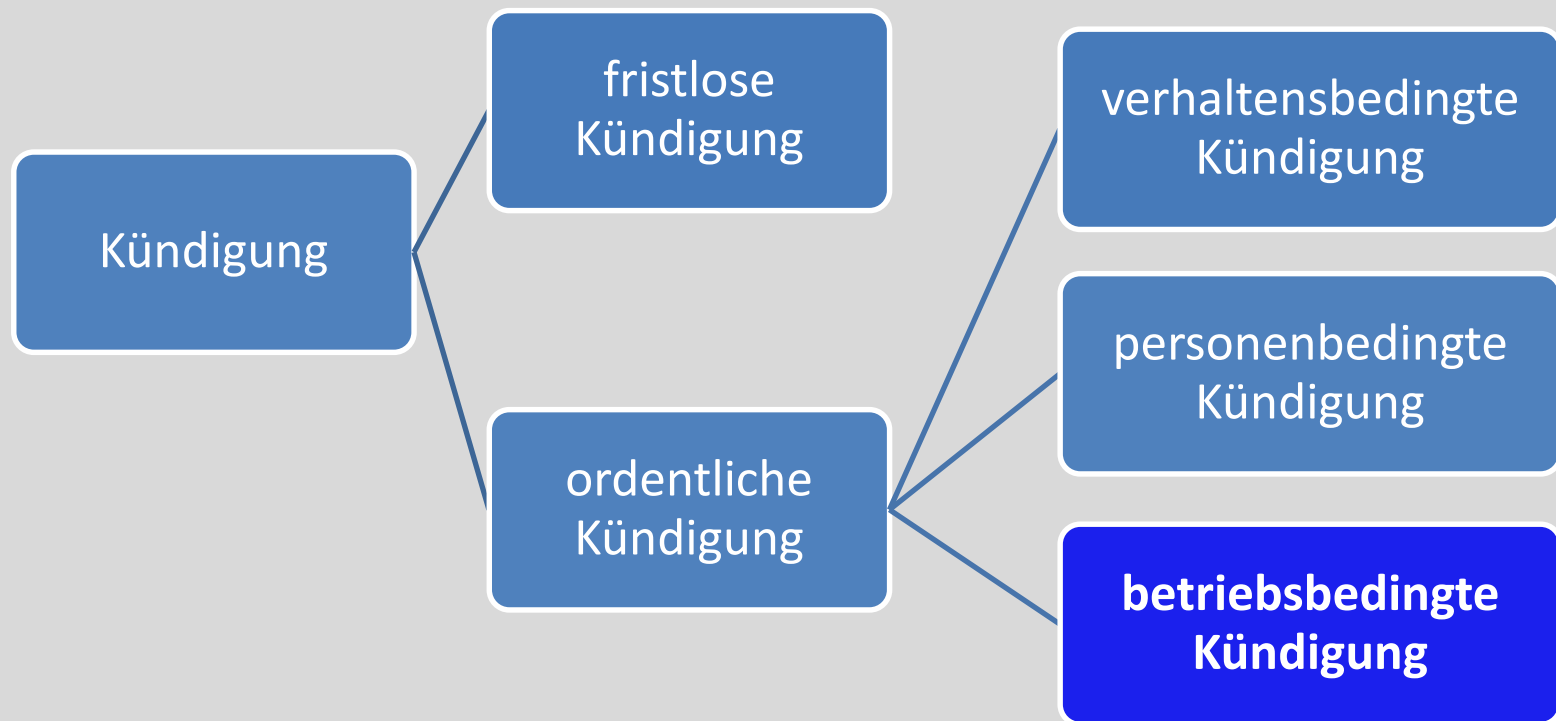 Kündigung
fristlose
Kündigung
ordentliche
Kündigung
verhaltensbedingte
Kündigung
personenbedingte
Kündigung
betriebsbedingte
Kündigung